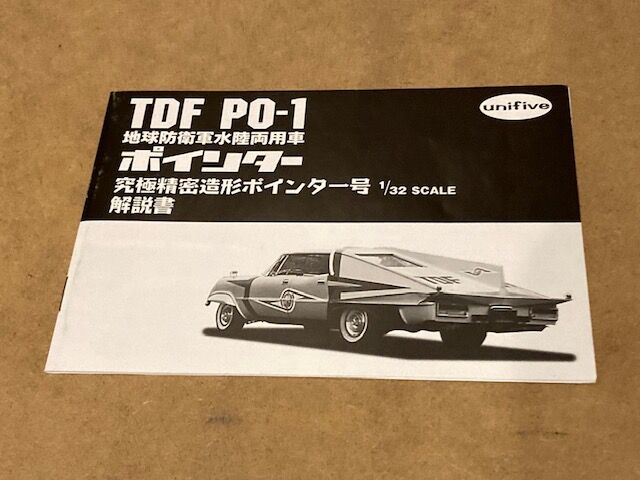 TDF PO-1
unifive
地球防衛軍水陸両用車
ポインター
究極精密造形ポインター号 1/32 SCALE
解説書
TDF